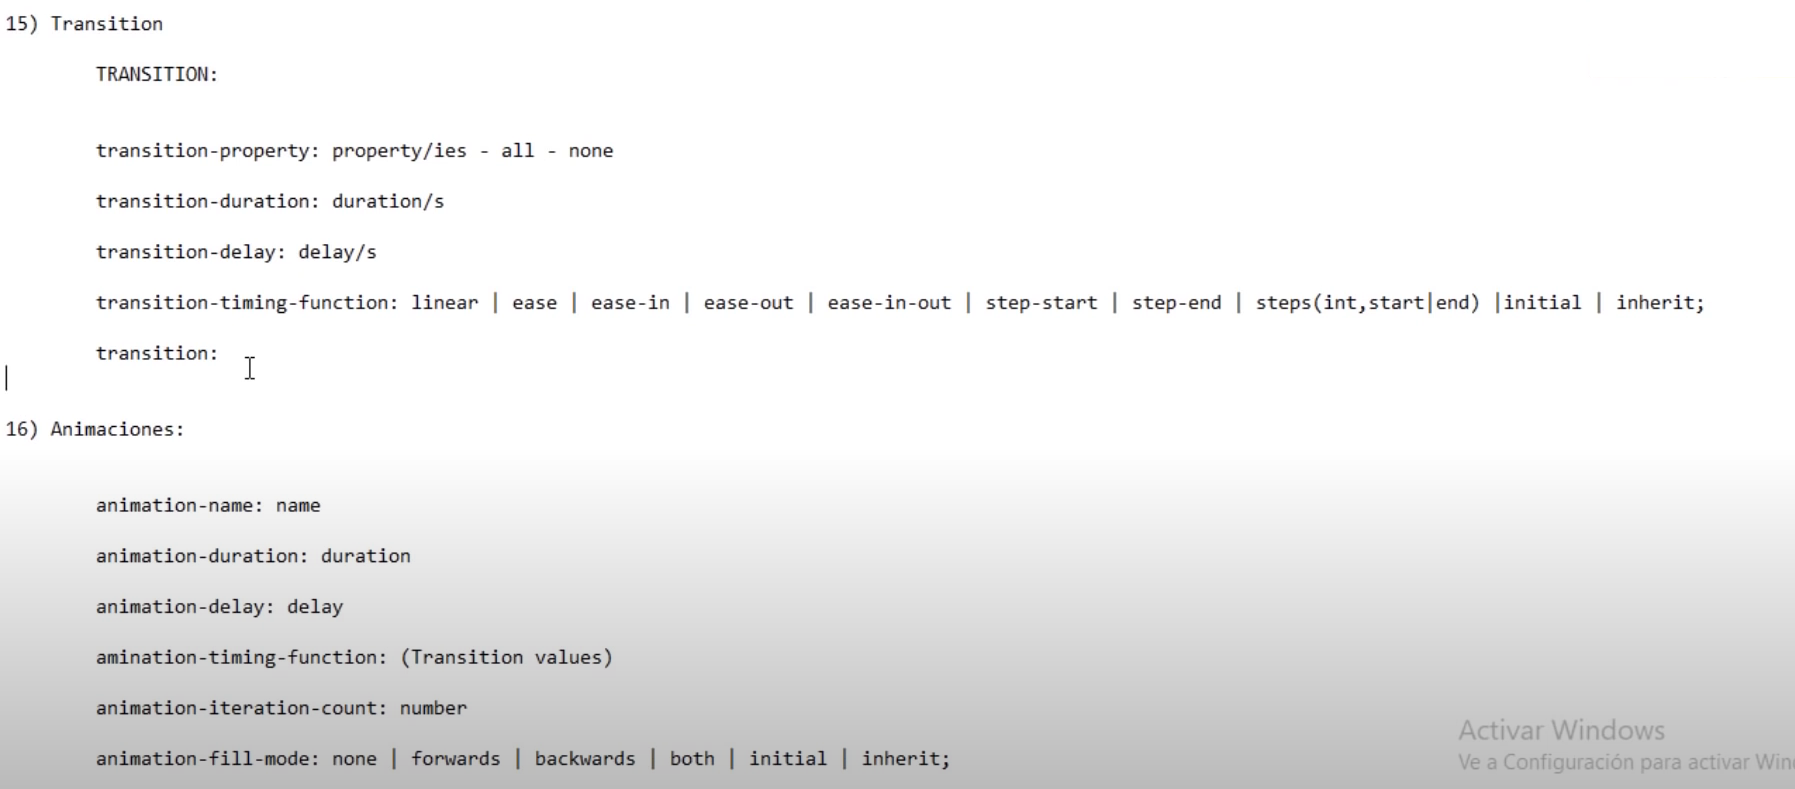 15) Transition
TRANSITION:
transition-property: property/ies - all - none
transition-duration: duration/s
transition-delay: delay/s
transition-timing-function: linear | ease | ease-in | ease-out | ease-in-out | step-start | step-end | steps(int,start|end) |initial | inherit;
transition:
16) Animaciones:
animation-name: name
animation-duration: duration
animation-delay: delay
amination-timing-function: (Transition values)
animation-iteration-count: number
animation-fill-mode: none | forwards | backwards | both | initial | inherit;
Activar Windows
Ve a Configuración para activar Win